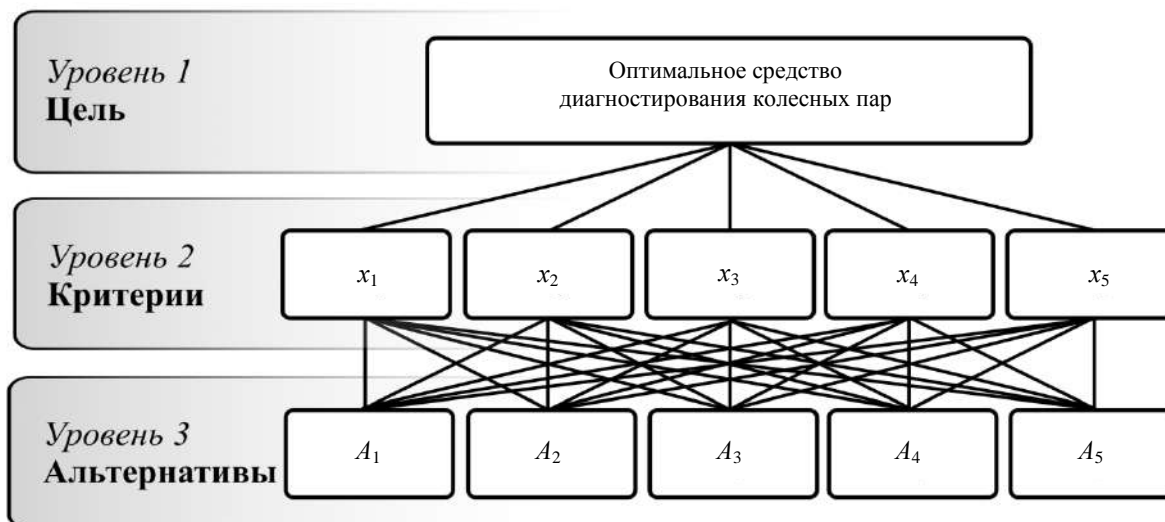 Уровень 1
Цель
Оптимальное средство
диагностирования колесных пар
Уровень 2
Критерии
x1 x2 x3 x4 x5
Уровень 3
Альтернативы
A1 A2 A3 A4 A5